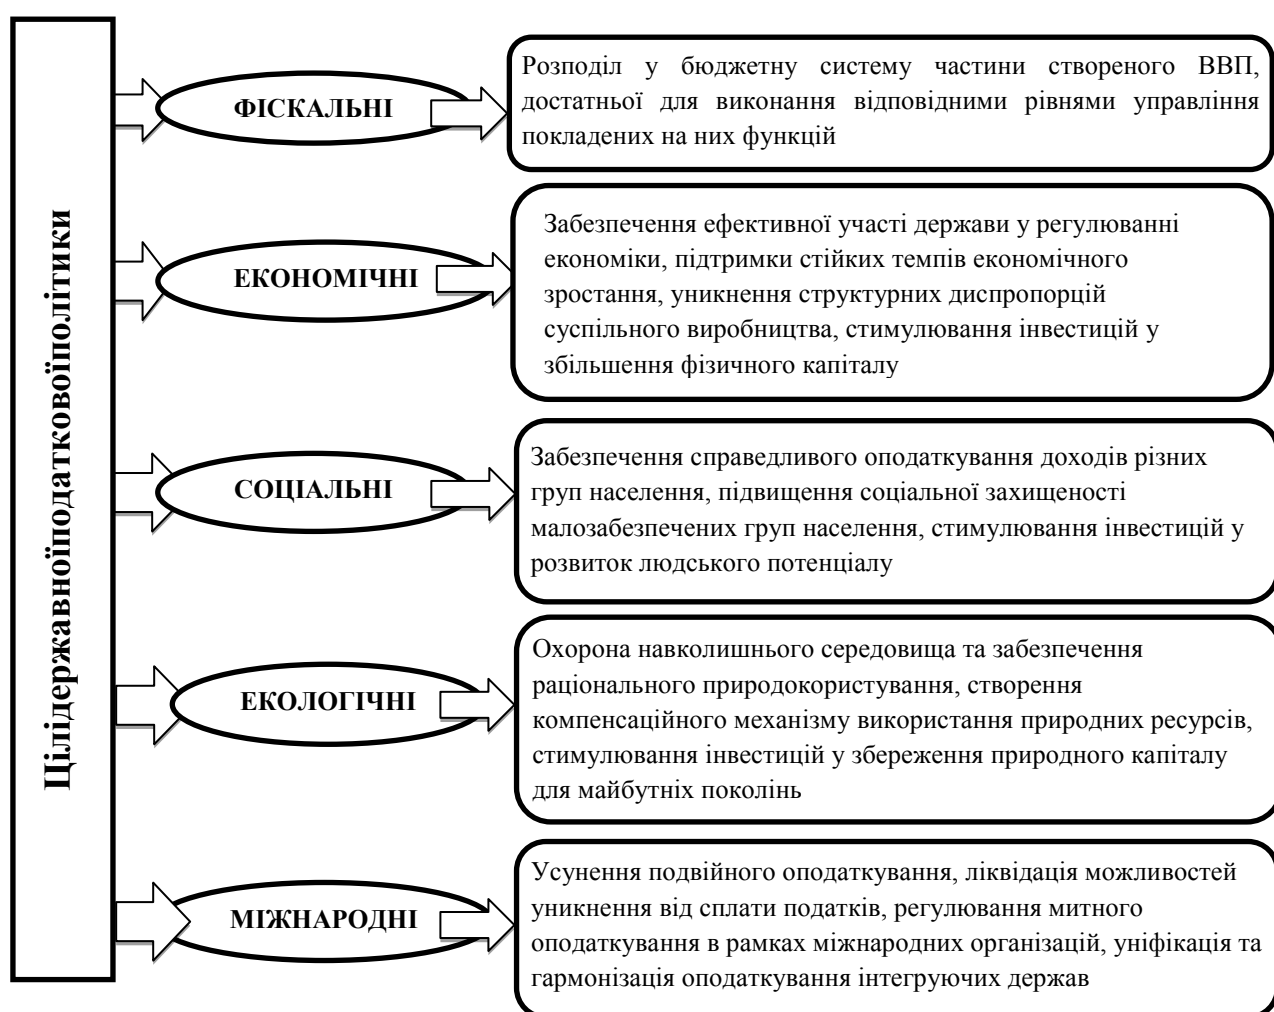 Цілідержавноїподатковоїполітики
ФІСКАЛЬНІ
Розподіл у бюджетну систему частини створеного ВВП,
достатньої для виконання відповідними рівнями управління
покладених на них функцій
ЕКОНОМІЧНІ
Забезпечення ефективної участі держави у регулюванні
економіки, підтримки стійких темпів економічного
зростання, уникнення структурних диспропорцій
суспільного виробництва, стимулювання інвестицій у
збільшення фізичного капіталу
СОЦІАЛЬНІ
Забезпечення справедливого оподаткування доходів різних
груп населення, підвищення соціальної захищеності
малозабезпечених груп населення, стимулювання інвестицій у
розвиток людського потенціалу
ЕКОЛОГІЧНІ
Охорона навколишнього середовища та забезпечення
раціонального природокористування, створення
компенсаційного механізму використання природних ресурсів,
стимулювання інвестицій у збереження природного капіталу
для майбутніх поколінь
МІЖНАРОДНІ
Усунення подвійного оподаткування, ліквідація можливостей
уникнення від сплати податків, регулювання митного
оподаткування в рамках міжнародних організацій, уніфікація та
гармонізація оподаткування інтегруючих держав